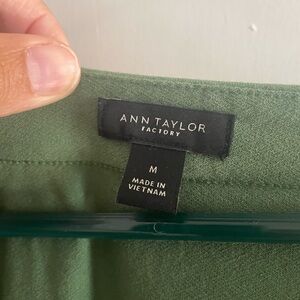 ANN TAYLOR
FACTORY
M
MADE IN
VIETNAM